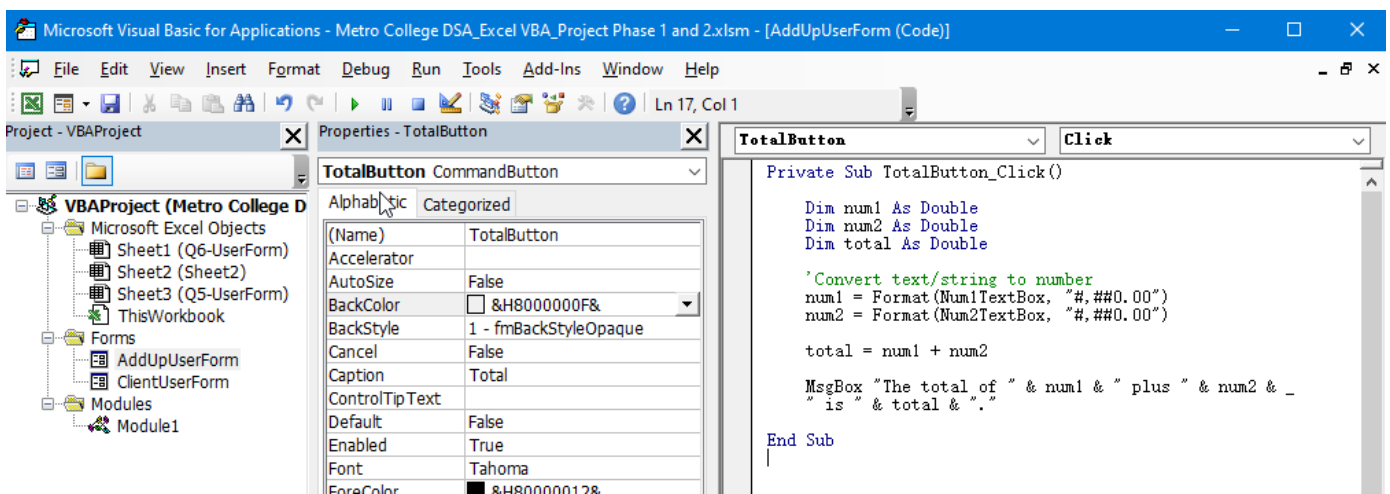 Microsoft Visual Basic for Applications - Metro College DSA_Excel VBA_Project Phase 1 and 2.xlsm - [AddUpUserForm (Code)]
File Edit View Insert Format Debug Run Tools Add-Ins Window Help
Ln 17, Col 1
Project - VBAProject
VBAProject (Metro College D
Microsoft Excel Objects
Sheet1 (Q6-UserForm)
Sheet2 (Sheet2)
Sheet3 (Q5-UserForm)
ThisWorkbook
Forms
AddUpUserForm
ClientUserForm
Modules
Module1
Properties - TotalButton
TotalButton CommandButton
Alphabetic Categorized
(Name) TotalButton
Accelerator
AutoSize False
BackColor &H8000000F&
BackStyle 1 - fmBackStyleOpaque
Cancel False
Caption Total
ControlTipText
Default False
Enabled True
Font Tahoma
ForeColor &H80000012&
TotalButton Click
Private Sub TotalButton_Click()
Dim num1 As Double
Dim num2 As Double
Dim total As Double
'Convert text/string to number
num1 = Format(Num1TextBox, "#,##0.00")
num2 = Format(Num2TextBox, "#,##0.00")
total = num1 + num2
MsgBox "The total of " & num1 & " plus " & num2 & _
" is " & total & "."
End Sub